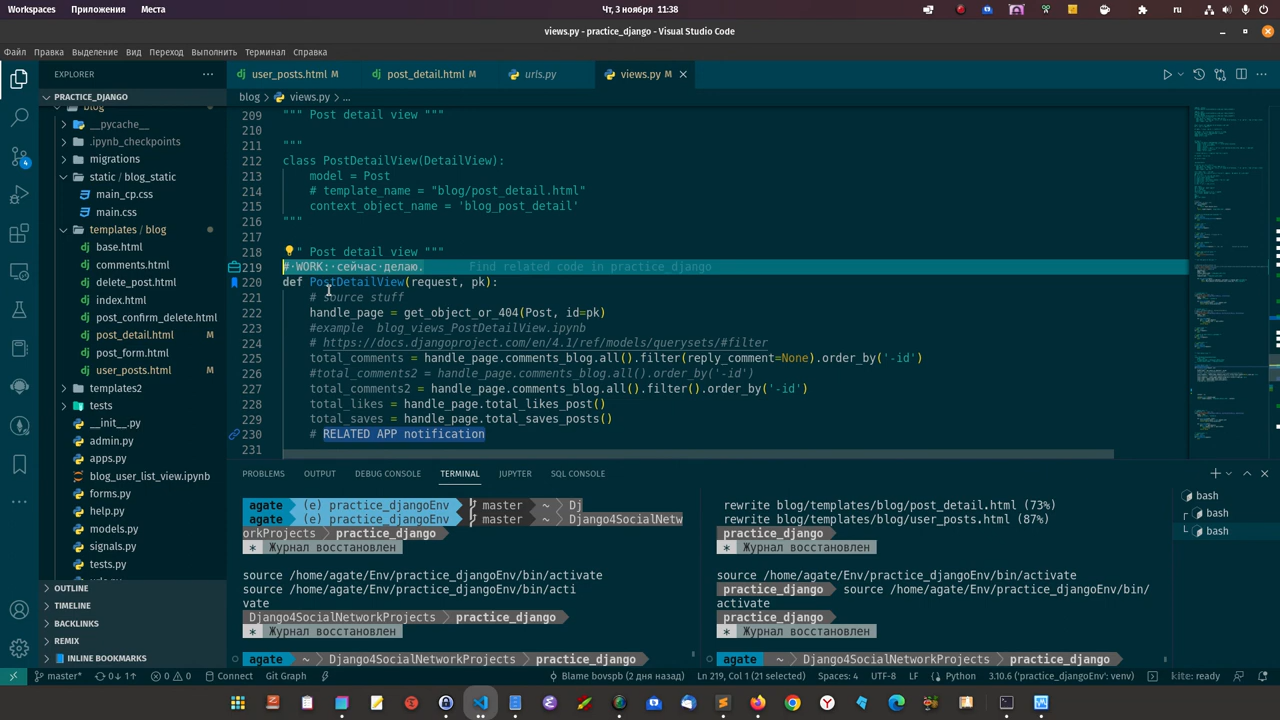 Workspaces Приложения Места Чт, 3 ноября 11:38 ru
views.py - practice_django - Visual Studio Code
Файл Правка Выделение Вид Переход Выполнить Терминал Справка
EXPLORER ···
user_posts.html M post_detail.html M urls.py views.py M
PRACTICE_DJANGO
blog > views.py > ...
blog
__pycache__
.ipynb_checkpoints
migrations
static / blog_static
main_cp.css
main.css
templates / blog
base.html
comments.html
delete_post.html
index.html
post_confirm_delete.html
post_detail.html M
post_form.html
user_posts.html M
templates2
tests
__init__.py
admin.py
apps.py
blog_user_list_view.ipynb
forms.py
help.py
models.py
signals.py
tests.py
urls.py
OUTLINE
TIMELINE
BACKLINKS
REMIX
INLINE BOOKMARKS
209 """ Post detail view """
210
211 """
212 class PostDetailView(DetailView):
213 model = Post
214 # template_name = "blog/post_detail.html"
215 context_object_name = 'blog_post_detail'
216 """
217
218 " Post detail view """
219 #·WORK:·сейчас·делаю. Find related code in practice_django
220 def PostDetailView(request, pk):
221 # source stuff
222 handle_page = get_object_or_404(Post, id=pk)
223 #example blog_views_PostDetailView.ipynb
224 # https://docs.djangoproject.com/en/4.1/ref/models/querysets/#filter
225 total_comments = handle_page.comments_blog.all().filter(reply_comment=None).order_by('-id')
226 #total_comments2 = handle_page.comments_blog.all().order_by('-id')
227 total_comments2 = handle_page.comments_blog.all().filter().order_by('-id')
228 total_likes = handle_page.total_likes_post()
229 total_saves = handle_page.total_saves_posts()
230 # RELATED APP notification
231
PROBLEMS OUTPUT DEBUG CONSOLE TERMINAL JUPYTER SQL CONSOLE
agate (e) practice_djangoEnv master ~ Dj
agate (e) practice_djangoEnv master ~ Django4SocialNetw
orkProjects practice_django
* Журнал восстановлен
source /home/agate/Env/practice_djangoEnv/bin/activate
source /home/agate/Env/practice_djangoEnv/bin/acti
vate
Django4SocialNetworkProjects practice_django
* Журнал восстановлен
agate ~ Django4SocialNetworkProjects practice_django
rewrite blog/templates/blog/post_detail.html (73%)
rewrite blog/templates/blog/user_posts.html (87%)
practice_django
* Журнал восстановлен
source /home/agate/Env/practice_djangoEnv/bin/activate
practice_django source /home/agate/Env/practice_djangoEnv/bin/
activate
practice_django
* Журнал восстановлен
agate ~ Django4SocialNetworkProjects practice_django
bash
bash
bash
master* 0↓ 1↑ 0 0 Connect Git Graph Blame bovspb (2 дня назад) Ln 219, Col 1 (21 selected) Spaces: 4 UTF-8 LF Python 3.10.6 ('practice_djangoEnv': venv) kite: ready